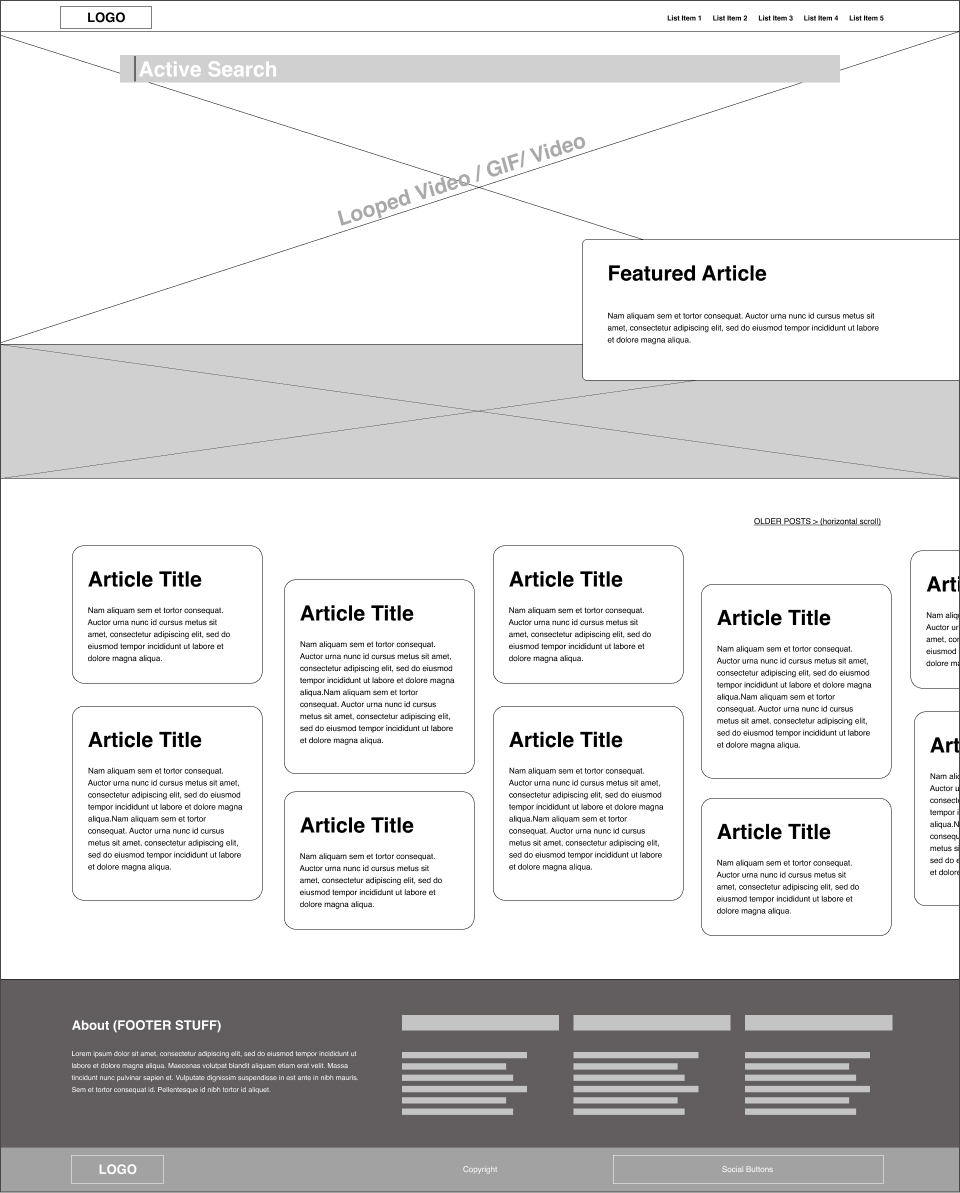 LOGO
List Item 1 List Item 2 List Item 3 List Item 4 List Item 5
Active Search
Looped Video / GIF/ Video
Featured Article
Nam aliquam sem et tortor consequat. Auctor urna nunc id cursus metus sit
amet, consectetur adipiscing elit, sed do eiusmod tempor incididunt ut labore
et dolore magna aliqua.
OLDER POSTS > (horizontal scroll)
Article Title
Nam aliquam sem et tortor consequat.
Auctor urna nunc id cursus metus sit
amet, consectetur adipiscing elit, sed do
eiusmod tempor incididunt ut labore et
dolore magna aliqua.
Article Title
Nam aliquam sem et tortor consequat.
Auctor urna nunc id cursus metus sit amet,
consectetur adipiscing elit, sed do eiusmod
tempor incididunt ut labore et dolore magna
aliqua.Nam aliquam sem et tortor
consequat. Auctor urna nunc id cursus
metus sit amet, consectetur adipiscing elit,
sed do eiusmod tempor incididunt ut labore
et dolore magna aliqua.
Article Title
Nam aliquam sem et tortor consequat.
Auctor urna nunc id cursus metus sit
amet, consectetur adipiscing elit, sed do
eiusmod tempor incididunt ut labore et
dolore magna aliqua.
Article Title
Nam aliquam sem et tortor consequat.
Auctor urna nunc id cursus metus sit amet,
consectetur adipiscing elit, sed do eiusmod
tempor incididunt ut labore et dolore magna
aliqua.Nam aliquam sem et tortor
consequat. Auctor urna nunc id cursus
metus sit amet, consectetur adipiscing elit,
sed do eiusmod tempor incididunt ut labore
et dolore magna aliqua.
Arti
Nam aliq
Auctor ur
amet, con
eiusmod
dolore ma
Article Title
Nam aliquam sem et tortor consequat.
Auctor urna nunc id cursus metus sit amet,
consectetur adipiscing elit, sed do eiusmod
tempor incididunt ut labore et dolore magna
aliqua.Nam aliquam sem et tortor
consequat. Auctor urna nunc id cursus
metus sit amet, consectetur adipiscing elit,
sed do eiusmod tempor incididunt ut labore
et dolore magna aliqua.
Article Title
Nam aliquam sem et tortor consequat.
Auctor urna nunc id cursus metus sit
amet, consectetur adipiscing elit, sed do
eiusmod tempor incididunt ut labore et
dolore magna aliqua.
Article Title
Nam aliquam sem et tortor consequat.
Auctor urna nunc id cursus metus sit amet,
consectetur adipiscing elit, sed do eiusmod
tempor incididunt ut labore et dolore magna
aliqua.Nam aliquam sem et tortor
consequat. Auctor urna nunc id cursus
metus sit amet, consectetur adipiscing elit,
sed do eiusmod tempor incididunt ut labore
et dolore magna aliqua.
Article Title
Nam aliquam sem et tortor consequat.
Auctor urna nunc id cursus metus sit
amet, consectetur adipiscing elit, sed do
eiusmod tempor incididunt ut labore et
dolore magna aliqua.
Art
Nam aliq
Auctor u
consecte
tempor in
aliqua.N
consequ
metus si
sed do e
et dolore
About (FOOTER STUFF)
Lorem ipsum dolor sit amet, consectetur adipiscing elit, sed do eiusmod tempor incididunt ut
labore et dolore magna aliqua. Maecenas volutpat blandit aliquam etiam erat velit. Massa
tincidunt nunc pulvinar sapien et. Vulputate dignissim suspendisse in est ante in nibh mauris.
Sem et tortor consequat id. Pellentesque id nibh tortor id aliquet.
LOGO
Copyright
Social Buttons